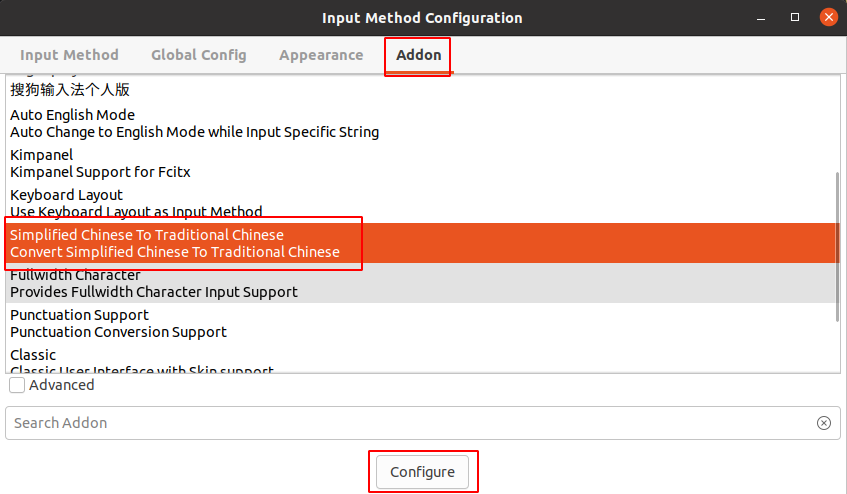 Input Method Configuration
Input Method Global Config Appearance Addon
搜狗输入法个人版
Auto English Mode
Auto Change to English Mode while Input Specific String
Kimpanel
Kimpanel Support for Fcitx
Keyboard Layout
Use Keyboard Layout as Input Method
Simplified Chinese To Traditional Chinese
Convert Simplified Chinese To Traditional Chinese
Fullwidth Character
Provides Fullwidth Character Input Support
Punctuation Support
Punctuation Conversion Support
Classic
Classic User Interface with Skin support
Advanced
Search Addon
Configure